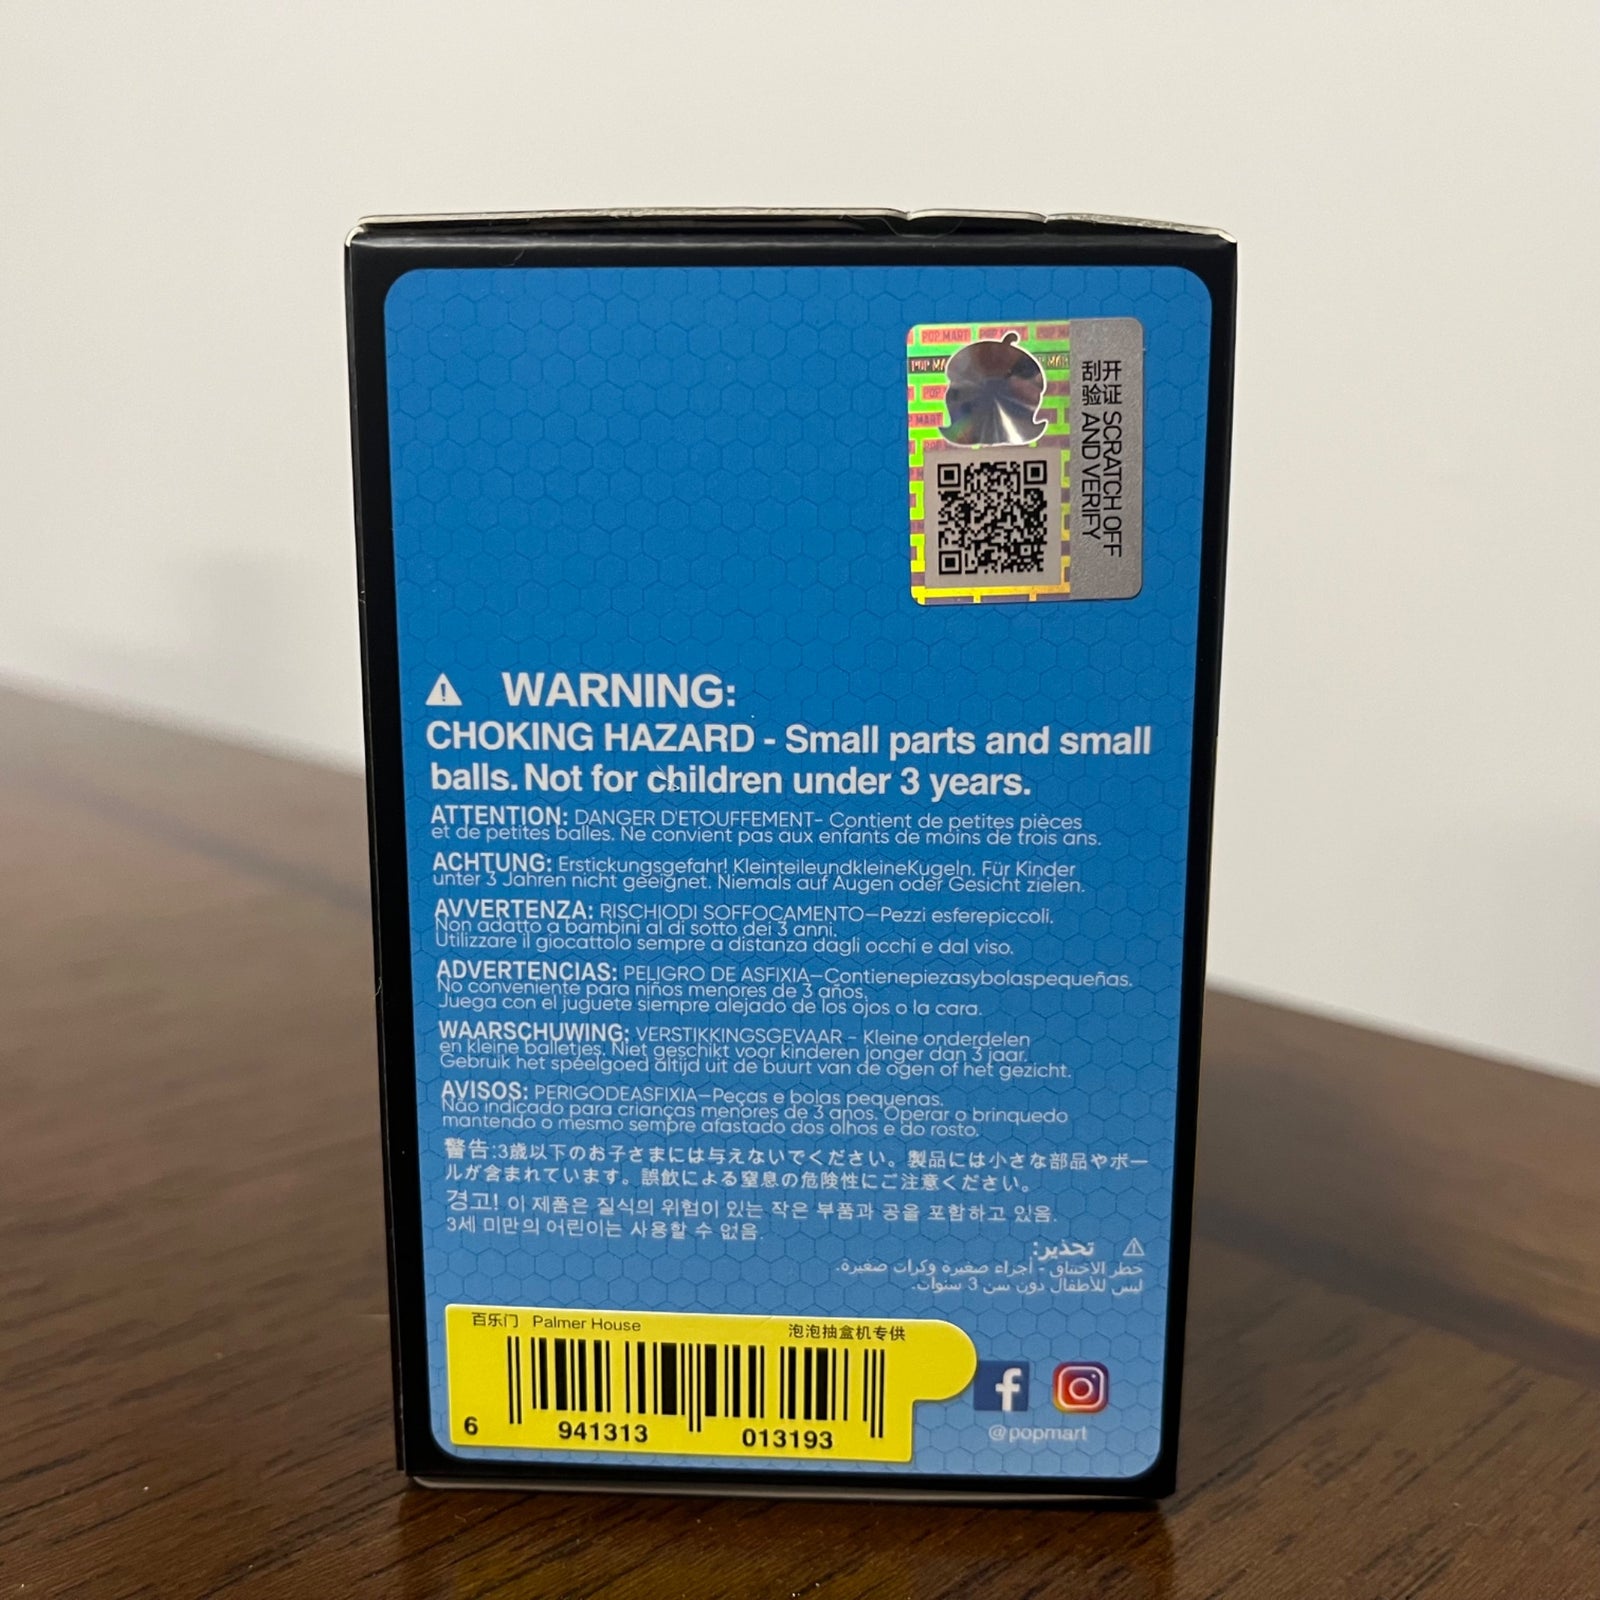 POP MART POP MART POP MA
POP MA
POP MAR
POP
P MART
POP M
开证 SCRATCH OFF
刮验 AND VERIFY
WARNING:
CHOKING HAZARD - Small parts and small
balls. Not for children under 3 years.
ATTENTION: DANGER D'ETOUFFEMENT- Contient de petites pièces
et de petites balles. Ne convient pas aux enfants de moins de trois ans.
ACHTUNG: Erstickungsgefahr! KleinteileundkleineKugeln. Für Kinder
unter 3 Jahren nicht geeignet. Niemals auf Augen oder Gesicht zielen.
AVVERTENZA: RISCHIODI SOFFOCAMENTO—Pezzi esferepiccoli.
Non adatto a bambini al di sotto dei 3 anni.
Utilizzare il giocattolo sempre a distanza dagli occhi e dal viso.
ADVERTENCIAS: PELIGRO DE ASFIXIA—Contienepiezasybolaspequeñas.
No conveniente para niños menores de 3 años.
Juega con el juguete siempre alejado de los ojos o la cara.
WAARSCHUWING: VERSTIKKINGSGEVAAR - Kleine onderdelen
en kleine balletjes. Niet geschikt voor kinderen jonger dan 3 jaar.
Gebruik het speelgoed altijd uit de buurt van de ogen of het gezicht.
AVISOS: PERIGODEASFIXIA—Peças e bolas pequenas.
Não indicado para crianças menores de 3 anos. Operar o brinquedo
mantendo o mesmo sempre afastado dos olhos e do rosto.
警告:3歳以下のお子さまには与えないでください。製品には小さな部品やボー
ルが含まれています。誤飲による窒息の危険性にご注意ください。
경고! 이 제품은 질식의 위험이 있는 작은 부품과 공을 포함하고 있음.
3세 미만의 어린이는 사용할 수 없음.
تحذير:
خطر الاختناق - أجزاء صغيرة وكرات صغيرة.
ليس للأطفال دون سن 3 سنوات.
百乐门 Palmer House 泡泡抽盒机专供
6 941313 013193
@popmart